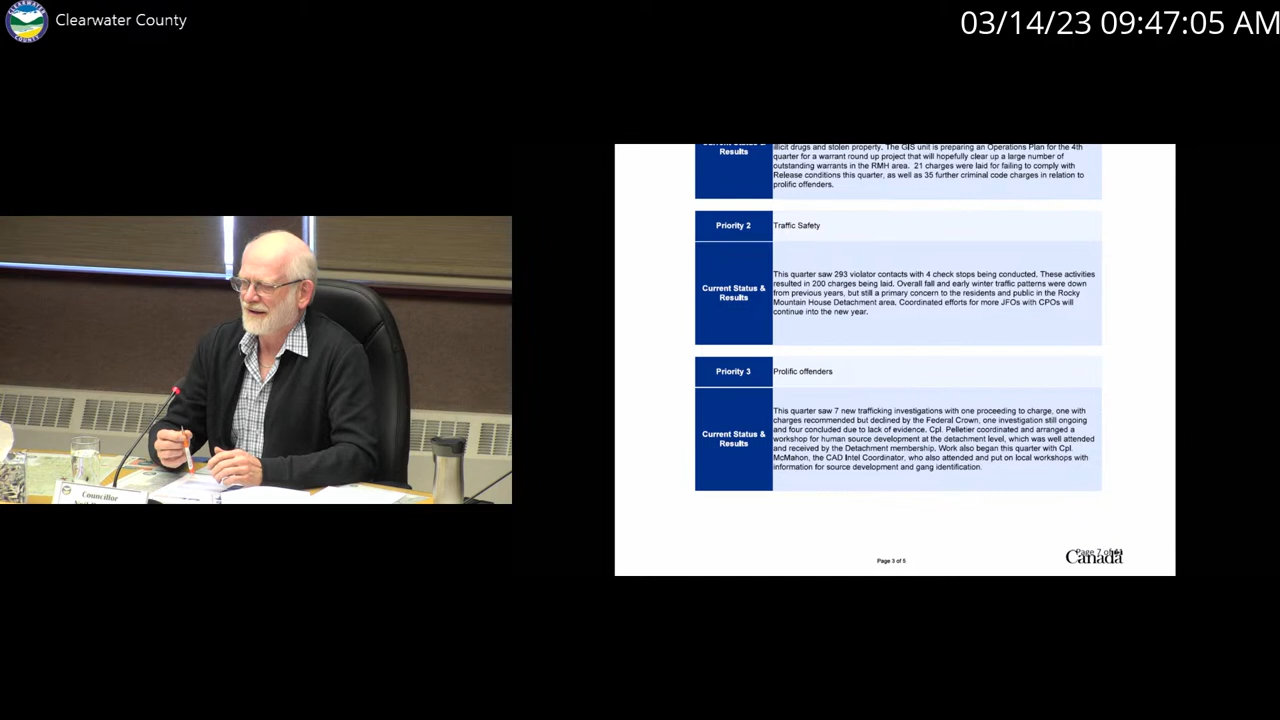 Clearwater County
03/14/23 09:47:05 AM
CLEARWATER
COUNTY
Current Status &
Results
illicit drugs and stolen property. The GIS unit is preparing an Operations Plan for the 4th
quarter for a warrant round up project that will hopefully clear up a large number of
outstanding warrants in the RMH area. 21 charges were laid for failing to comply with
Release conditions this quarter, as well as 35 further criminal code charges in relation to
prolific offenders.
Priority 2
Traffic Safety
Current Status &
Results
This quarter saw 293 violator contacts with 4 check stops being conducted. These activities
resulted in 200 charges being laid. Overall fall and early winter traffic patterns were down
from previous years, but still a primary concern to the residents and public in the Rocky
Mountain House Detachment area. Coordinated efforts for more JFOs with CPOs will
continue into the new year.
Priority 3
Prolific offenders
Current Status &
Results
This quarter saw 7 new trafficking investigations with one proceeding to charge, one with
charges recommended but declined by the Federal Crown, one investigation still ongoing
and four concluded due to lack of evidence. Cpl. Pelletier coordinated and arranged a
workshop for human source development at the detachment level, which was well attended
and received by the Detachment membership. Work also began this quarter with Cpl.
McMahon, the CAD Intel Coordinator, who also attended and put on local workshops with
information for source development and gang identification.
Page 3 of 5
Page 7 of
Canada
Councillor